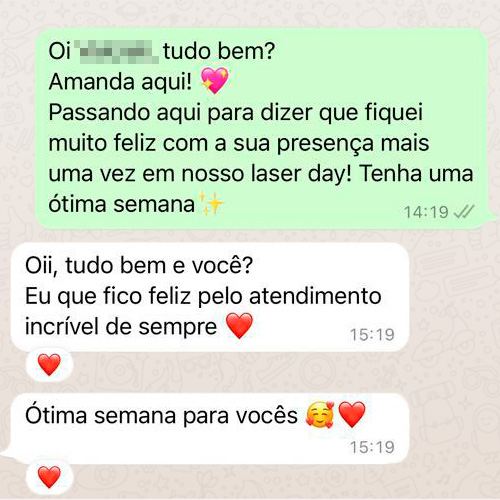 Oi , tudo bem?
Amanda aqui! 💖
Passando aqui para dizer que fiquei
muito feliz com a sua presença mais
uma vez em nosso laser day! Tenha uma
ótima semana✨
14:19
Oii, tudo bem e você?
Eu que fico feliz pelo atendimento
incrível de sempre ❤️
15:19
❤️
Ótima semana para vocês 🥰❤️
15:19
❤️